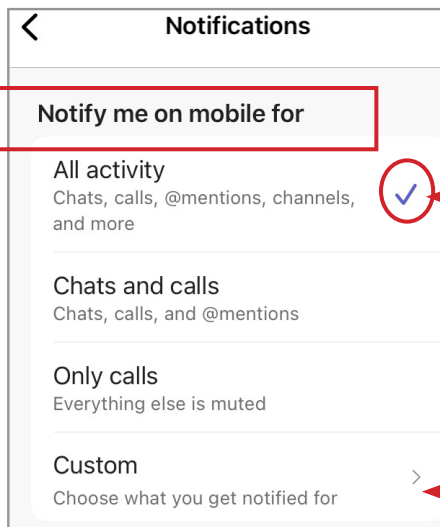 Notifications
Notify me on mobile for
All activity
Chats, calls, @mentions, channels,
and more
Chats and calls
Chats, calls, and @mentions
Only calls
Everything else is muted
Custom
Choose what you get notified for